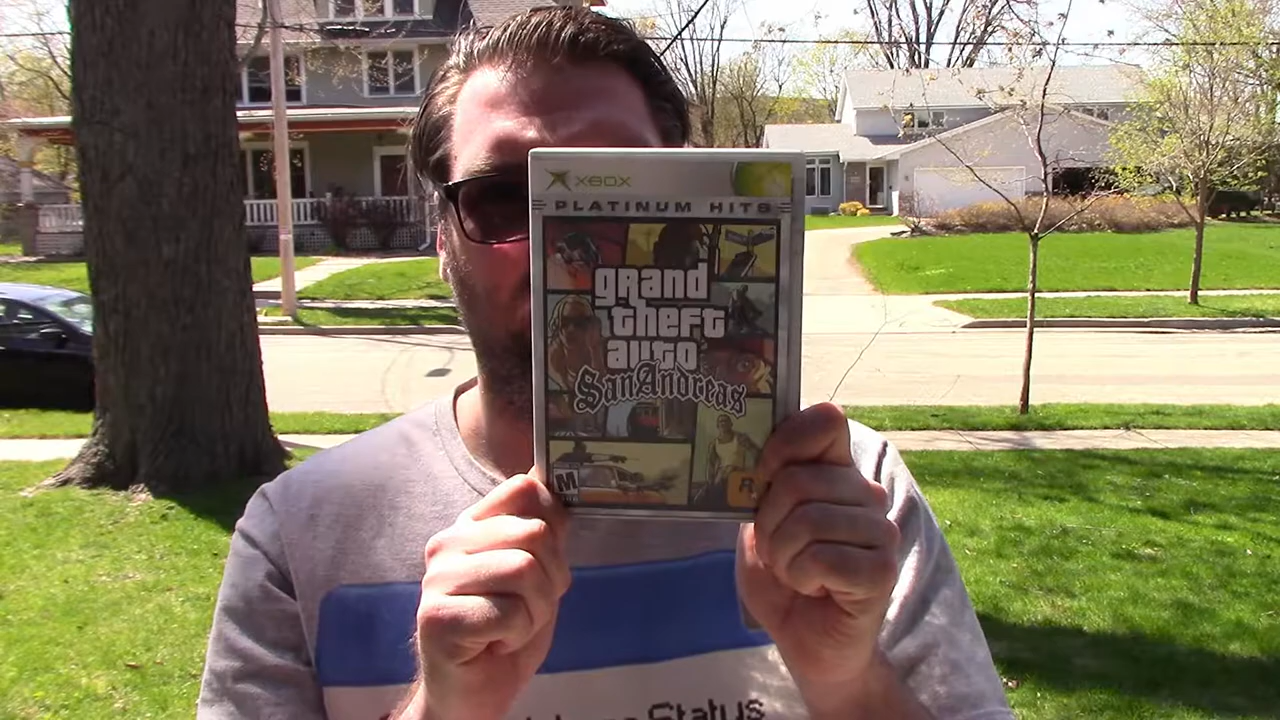 XBOX
PLATINUM HITS
grand
theft
auto
San Andreas
M
R
Status